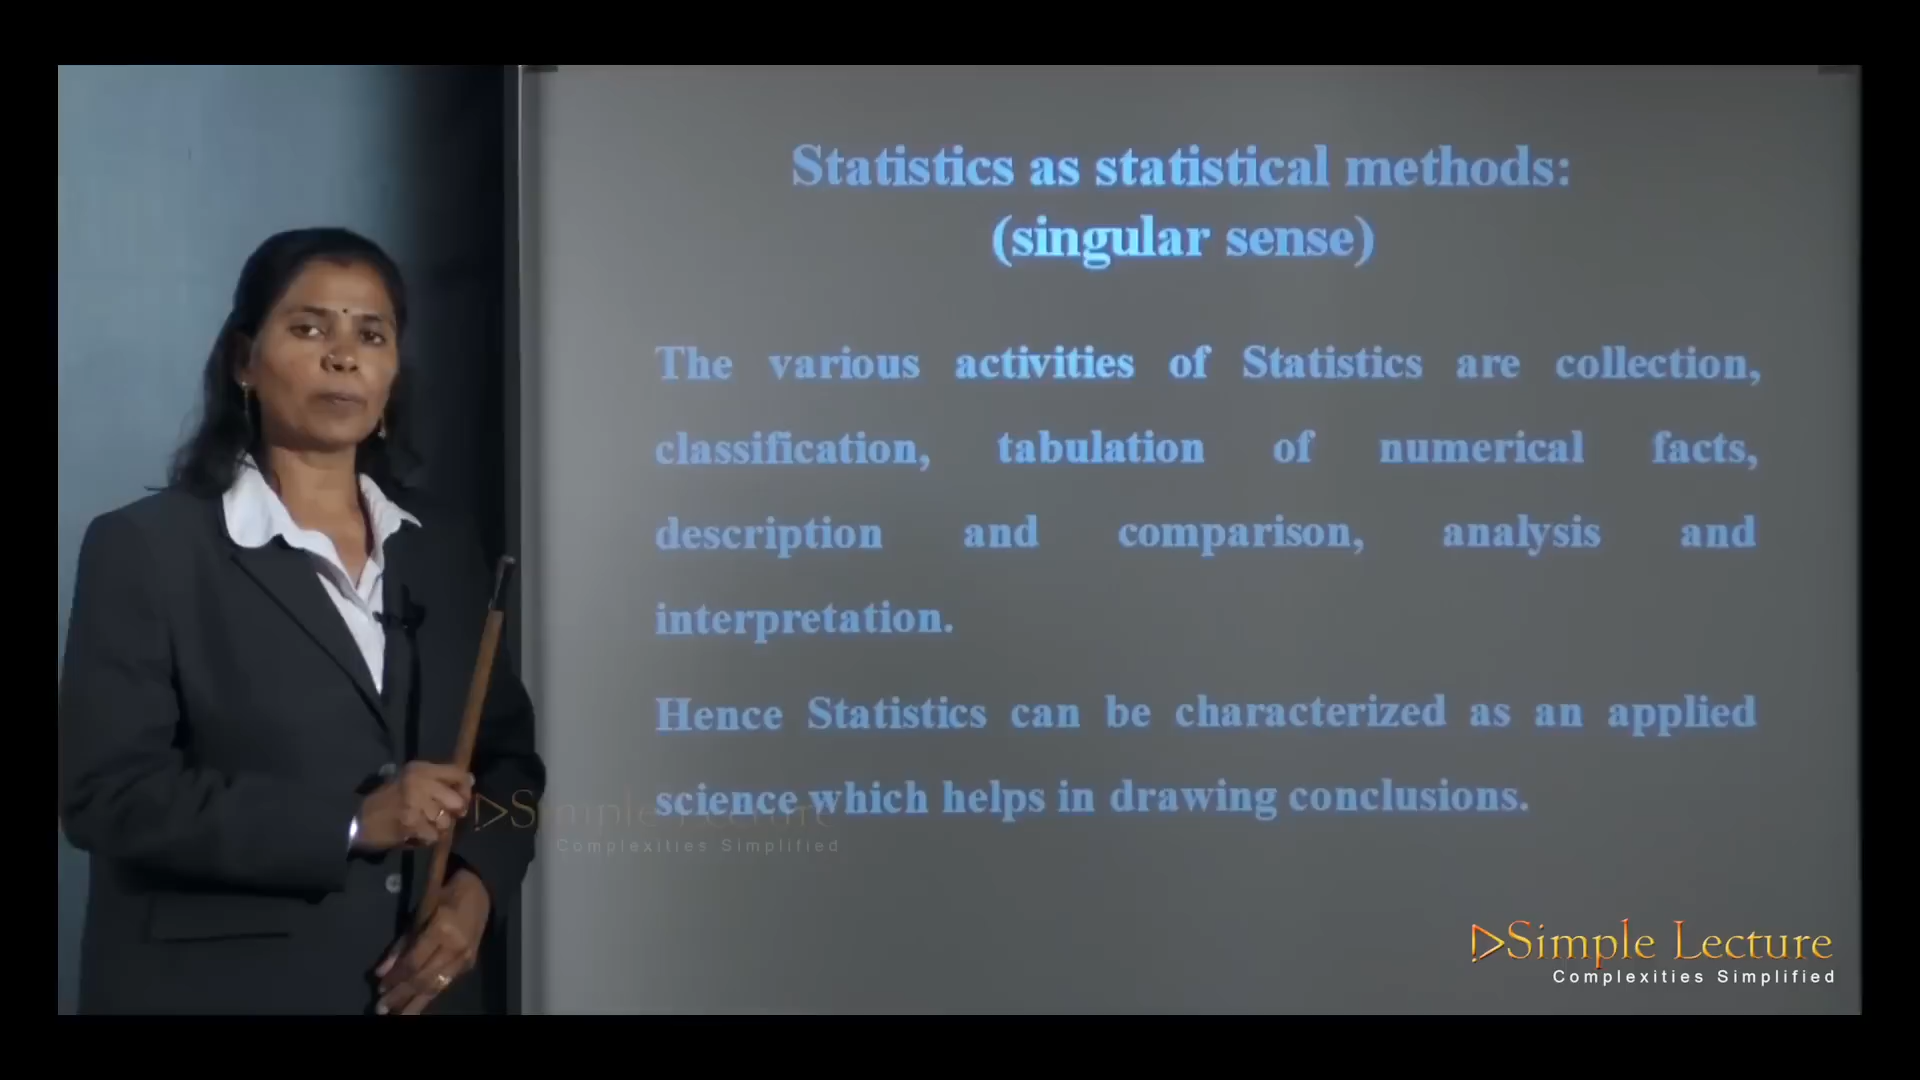 Statistics as statistical methods:
(singular sense)
The various activities of Statistics are collection,
classification, tabulation of numerical facts,
description and comparison, analysis and
interpretation.
Hence Statistics can be characterized as an applied
science which helps in drawing conclusions.
Simple Lecture
Complexities Simplified
Simple Lecture
Complexities Simplified